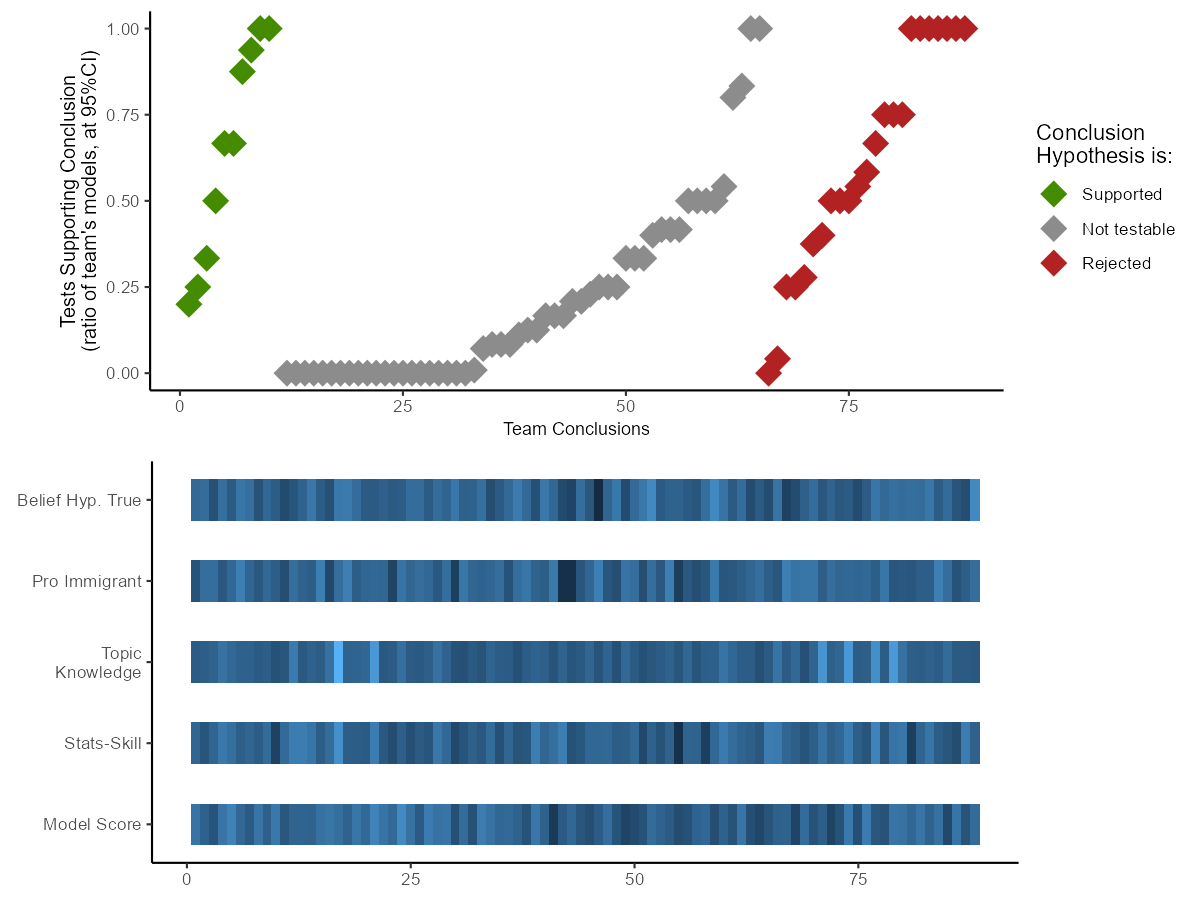 Tests Supporting Conclusion
(ratio of team's models, at 95%CI)
1.00
0.75
0.50
0.25
0.00
0
25
50
75
Team Conclusions
Conclusion
Hypothesis is:
Supported
Not testable
Rejected
Belief Hyp. True
Pro Immigrant
Topic
Knowledge
Stats-Skill
Model Score
0
25
50
75